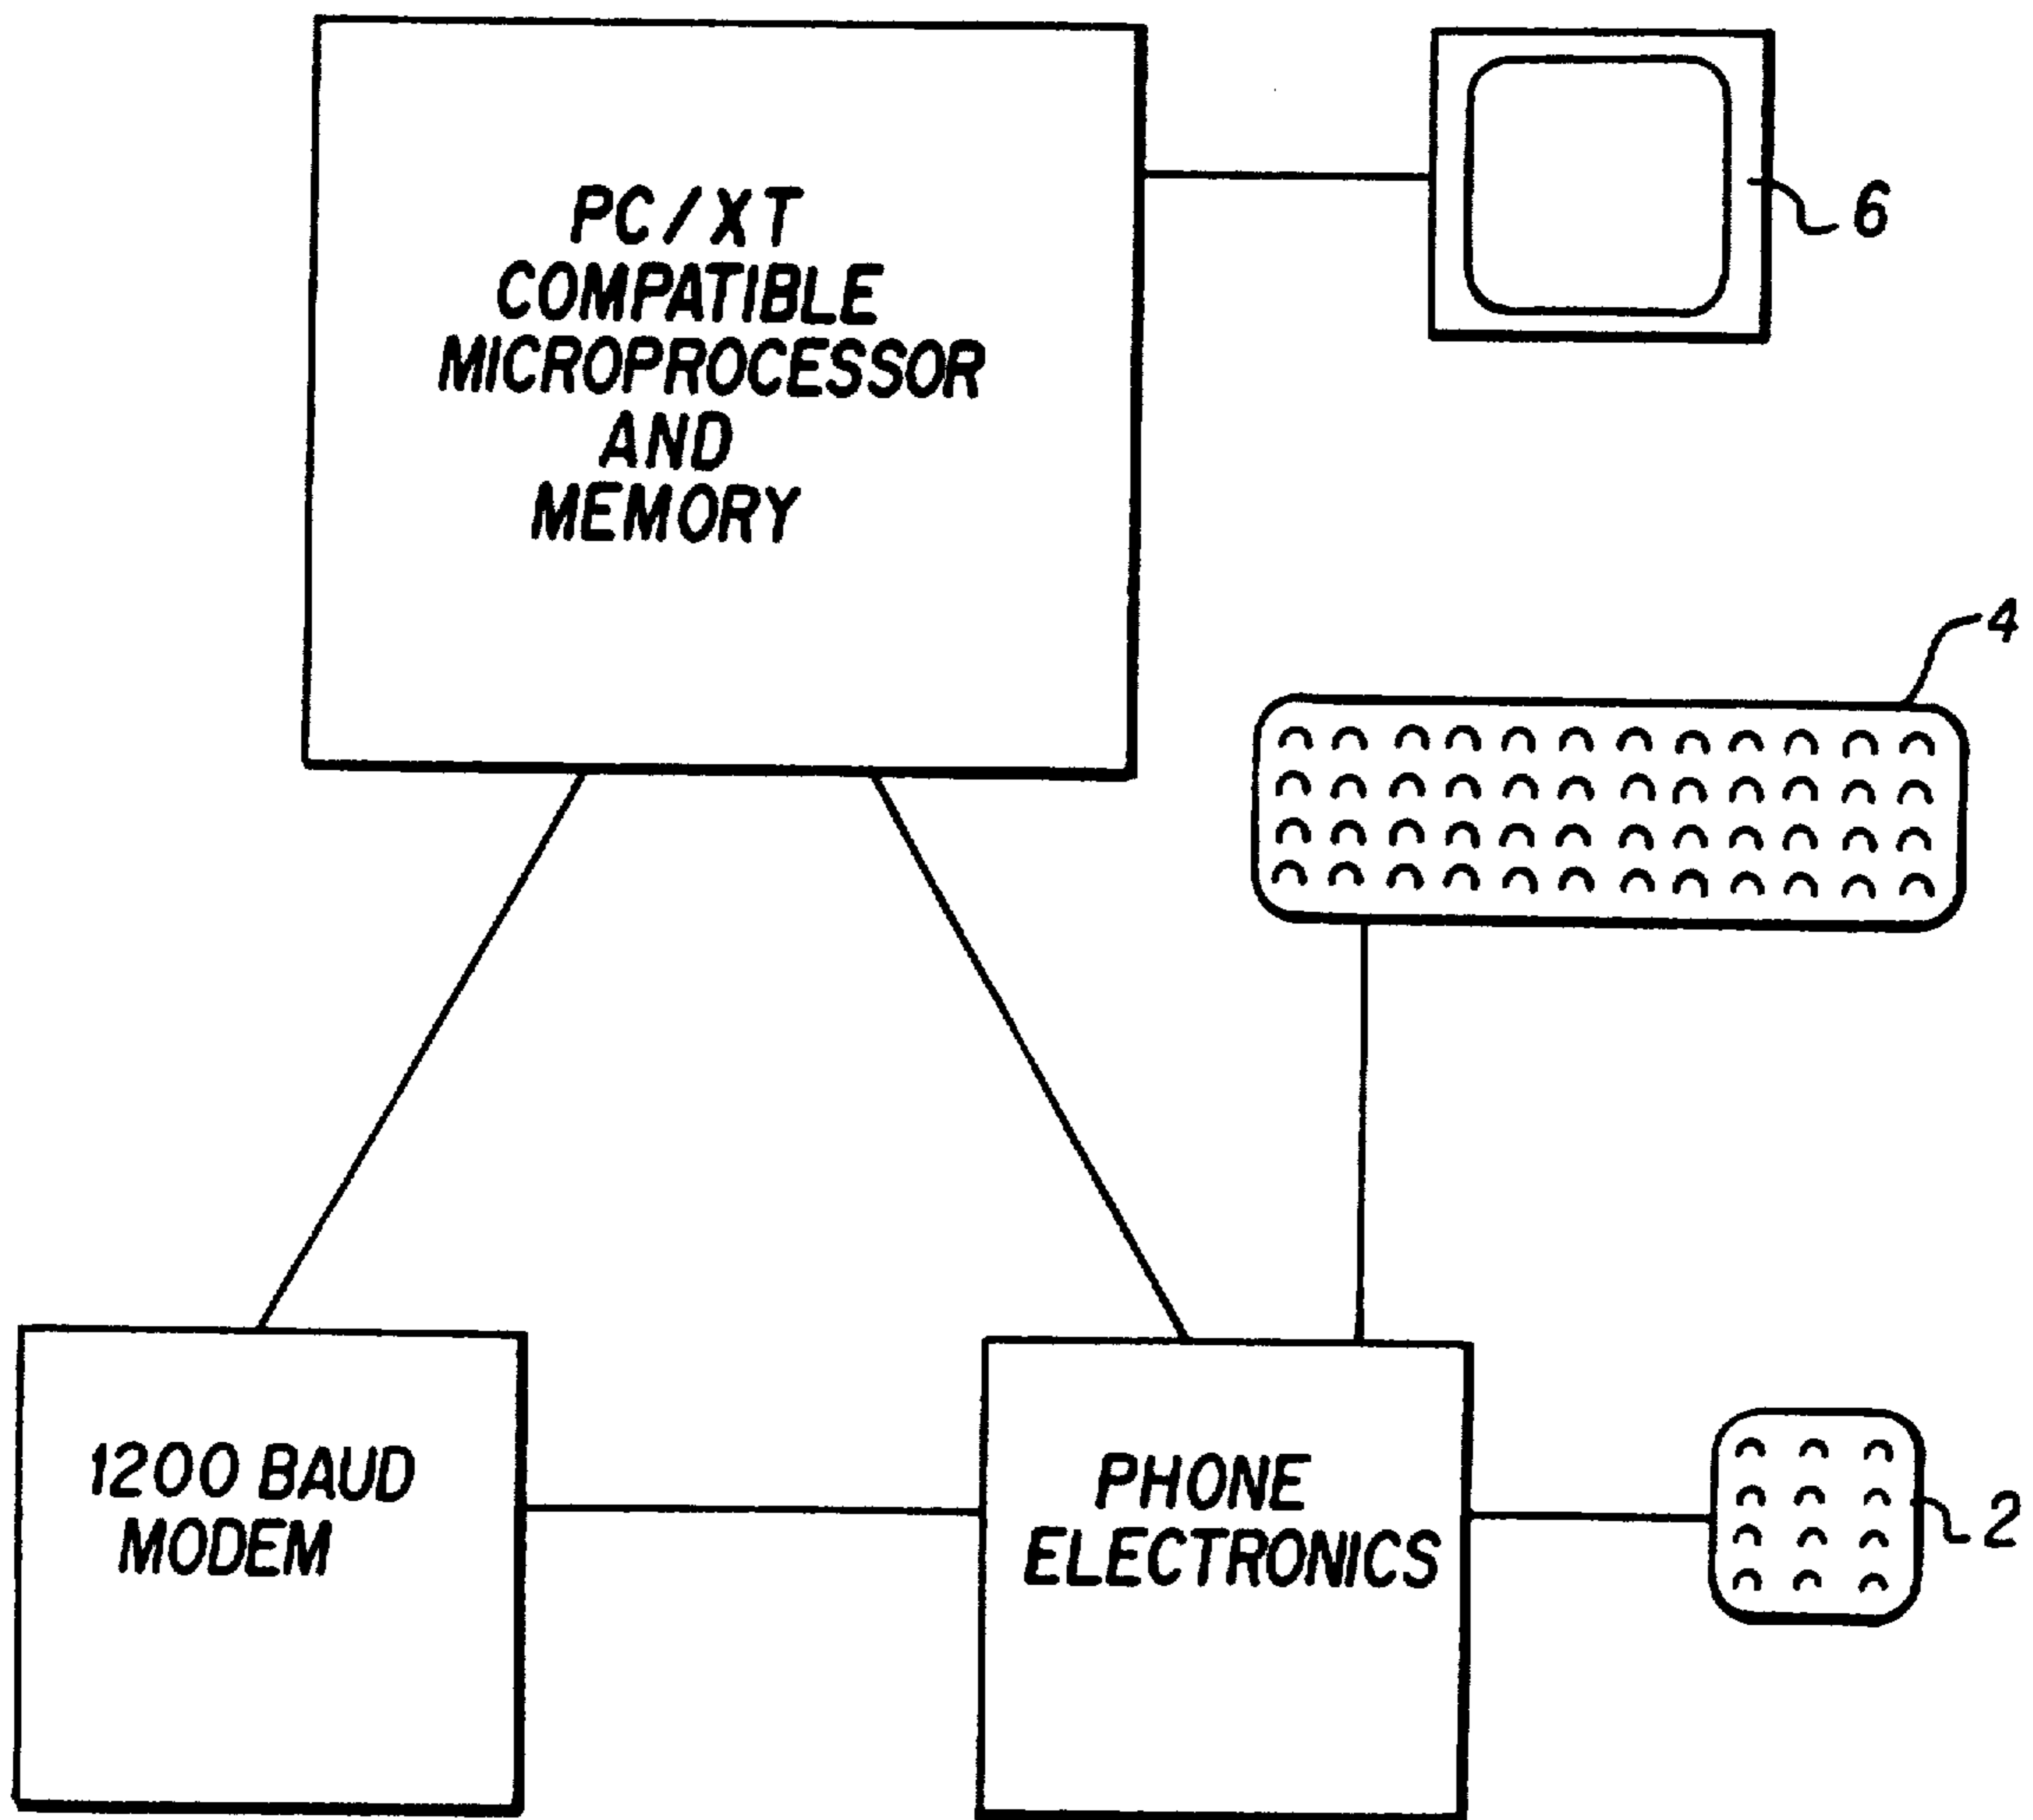 PC/XT
COMPATIBLE
MICROPROCESSOR
AND
MEMORY
6
4
1200 BAUD
MODEM
PHONE
ELECTRONICS
2